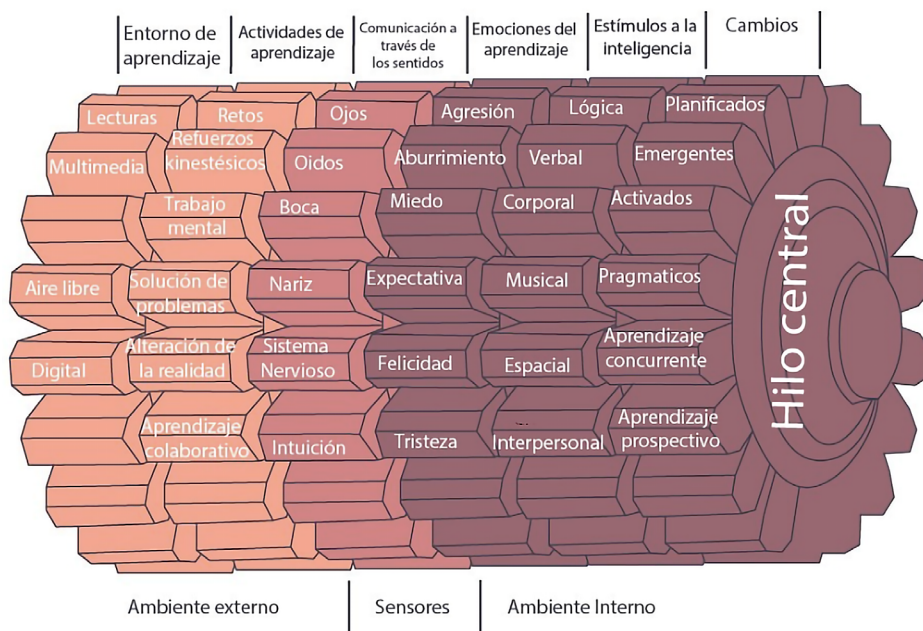 Entorno de
aprendizaje
Actividades de
aprendizaje
Comunicación a
través de
los sentidos
Emociones del
aprendizaje
Estímulos a la
inteligencia
Cambios
Lecturas
Retos
Ojos
Agresión
Lógica
Planificados
Multimedia
Refuerzos
kinestésicos
Oidos
Aburrimiento
Verbal
Emergentes
Trabajo
mental
Boca
Miedo
Corporal
Activados
Aire libre
Solución de
problemas
Nariz
Expectativa
Musical
Pragmaticos
Digital
Alteración de
la realidad
Sistema
Nervioso
Felicidad
Espacial
Aprendizaje
concurrente
Aprendizaje
colaborativo
Intuición
Tristeza
Interpersonal
Aprendizaje
prospectivo
Hilo central
Ambiente externo
Sensores
Ambiente Interno